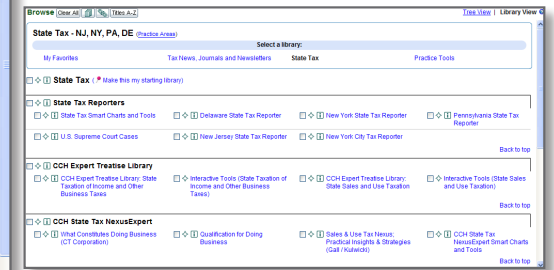 Browse Clear All Titles A-Z Tree View | Library View
State Tax - NJ, NY, PA, DE (Practice Areas)
Select a library:
My Favorites Tax News, Journals and Newsletters State Tax Practice Tools
State Tax ( Make this my starting library)
State Tax Reporters
State Tax Smart Charts and Tools Delaware State Tax Reporter New York State Tax Reporter Pennsylvania State Tax
Reporter
U.S. Supreme Court Cases New Jersey State Tax Reporter New York City Tax Reporter
Back to top
CCH Expert Treatise Library
CCH Expert Treatise Library: State Interactive Tools (State Taxation of CCH Expert Treatise Library: Interactive Tools (State Sales
Taxation of Income and Other Income and Other Business State Sales and Use Taxation and Use Taxation)
Business Taxes Taxes)
Back to top
CCH State Tax NexusExpert
What Constitutes Doing Business Qualification for Doing Sales & Use Tax Nexus: CCH State Tax
(CT Corporation) Business Practical Insights & Strategies NexusExpert Smart Charts
(Gall / Kulwicki) and Tools
Back to top